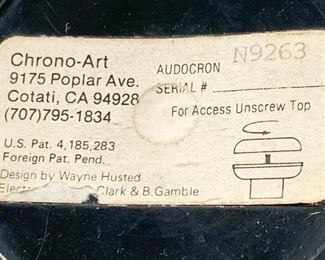 Chrono-Art
9175 Poplar Ave.
Cotati, CA 94928
(707)795-1834
U.S. Pat. 4,185,283
Foreign Pat. Pend.
Design by Wayne Husted
Clark & B.Gamble
AUDOCRON N9263
SERIAL #
For Access Unscrew Top